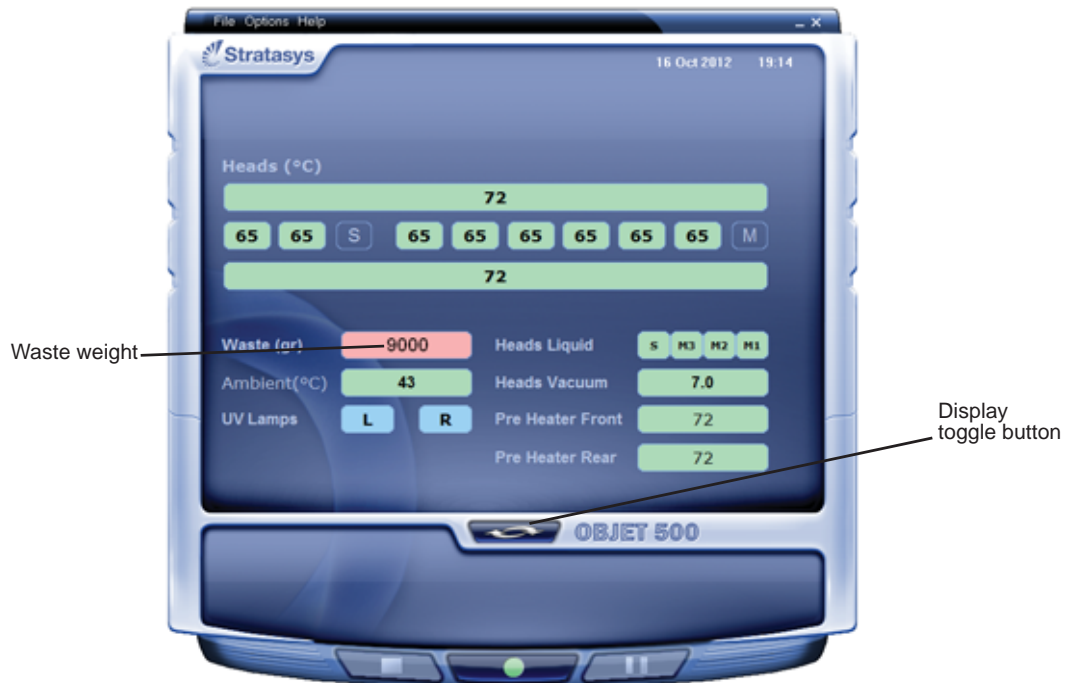 File Options Help
Stratasys
16 Oct 2012 19:14
Heads (°C)
72
65 65 S 65 65 65 65 65 65 M
72
Waste weight
Waste (gr) 9000 Heads Liquid S M3 M2 M1
Ambient(°C) 43 Heads Vacuum 7.0
UV Lamps L R Pre Heater Front 72
Pre Heater Rear 72
Display
toggle button
OBJET 500